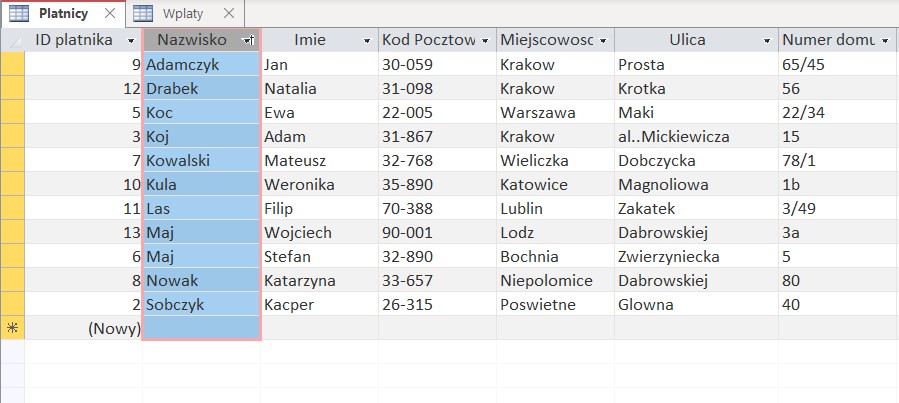 Platnicy Wplaty
ID platnika Nazwisko Imie Kod Pocztow Miejscowosc Ulica Numer domu
9 Adamczyk Jan 30-059 Krakow Prosta 65/45
12 Drabek Natalia 31-098 Krakow Krotka 56
5 Koc Ewa 22-005 Warszawa Maki 22/34
3 Koj Adam 31-867 Krakow al..Mickiewicza 15
7 Kowalski Mateusz 32-768 Wieliczka Dobczycka 78/1
10 Kula Weronika 35-890 Katowice Magnoliowa 1b
11 Las Filip 70-388 Lublin Zakatek 3/49
13 Maj Wojciech 90-001 Lodz Dabrowskiej 3a
6 Maj Stefan 32-890 Bochnia Zwierzyniecka 5
8 Nowak Katarzyna 33-657 Niepolomice Dabrowskiej 80
2 Sobczyk Kacper 26-315 Poswietne Glowna 40
(Nowy)